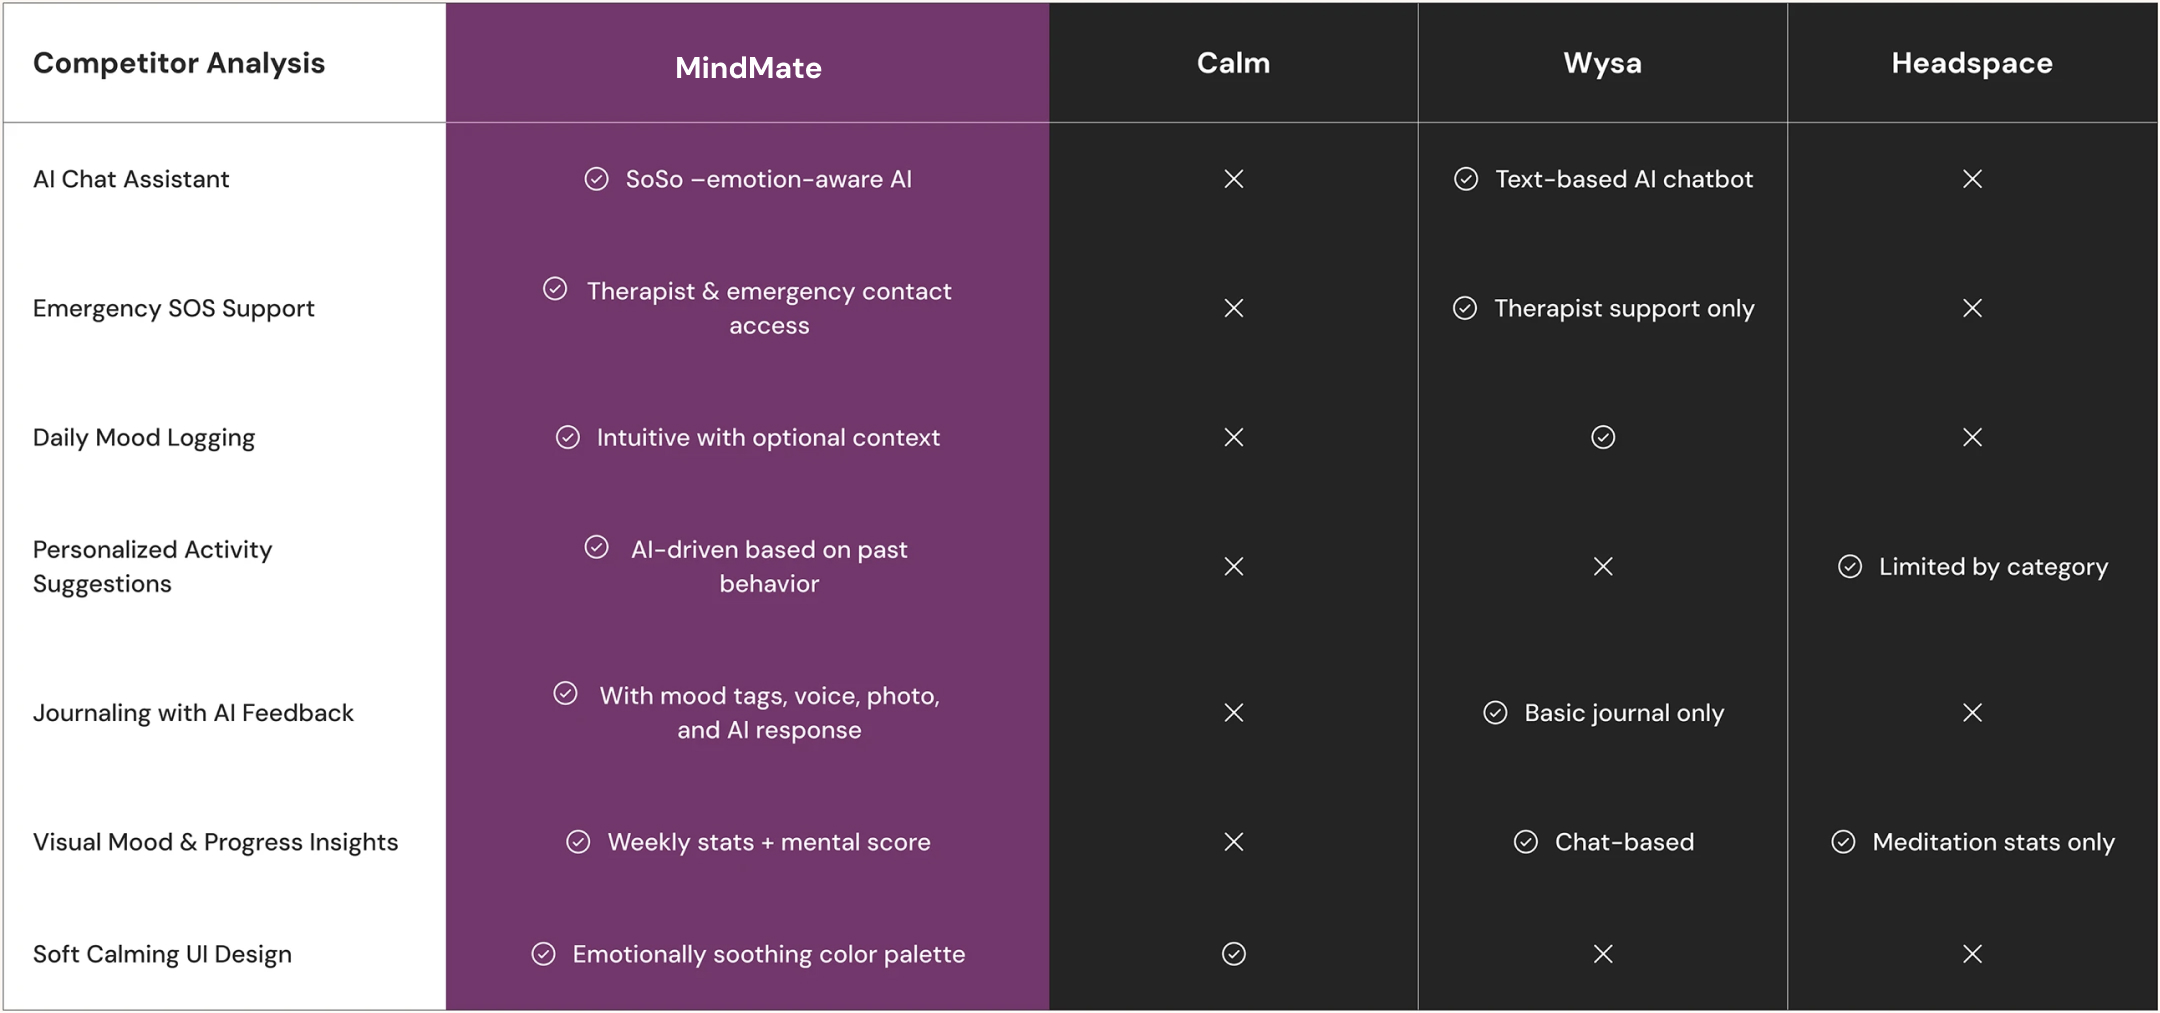 Competitor Analysis
MindMate
Calm
Wysa
Headspace
AI Chat Assistant
SoSo –emotion-aware AI
Text-based AI chatbot
Emergency SOS Support
Therapist & emergency contact
access
Therapist support only
Daily Mood Logging
Intuitive with optional context
Personalized Activity
Suggestions
AI-driven based on past
behavior
Limited by category
Journaling with AI Feedback
With mood tags, voice, photo,
and AI response
Basic journal only
Visual Mood & Progress Insights
Weekly stats + mental score
Chat-based
Meditation stats only
Soft Calming UI Design
Emotionally soothing color palette